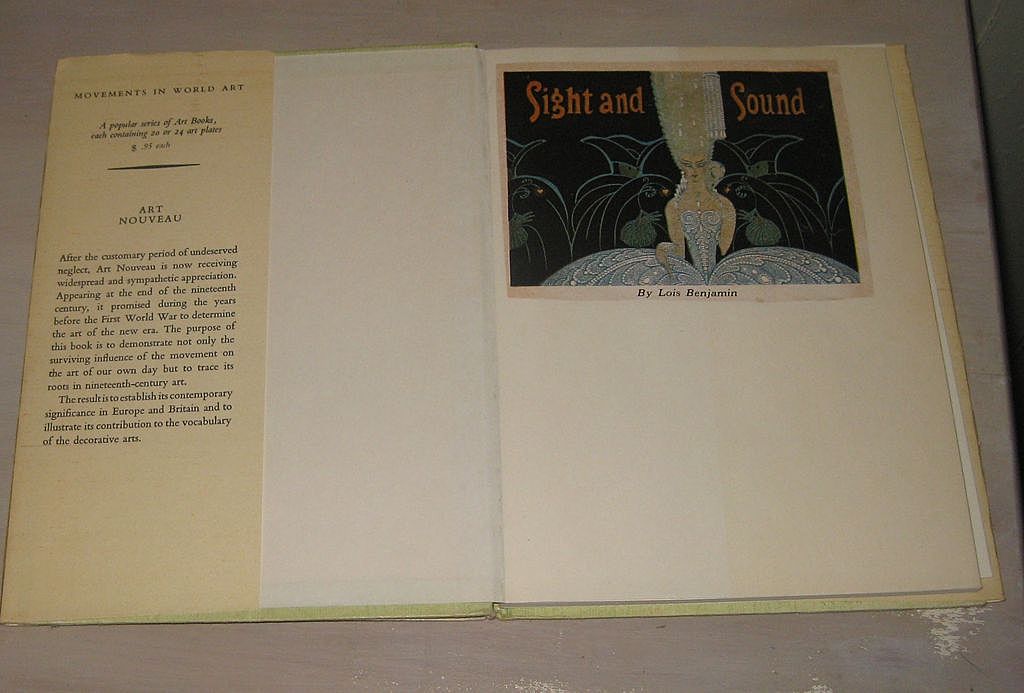 MOVEMENTS IN WORLD ART
A popular series of Art Books,
each containing 20 or 24 art plates
$ .95 each
ART
NOUVEAU
After the customary period of undeserved
neglect, Art Nouveau is now receiving
widespread and sympathetic appreciation.
Appearing at the end of the nineteenth
century, it promised during the years
before the First World War to determine
the art of the new era. The purpose of
this book is to demonstrate not only the
surviving influence of the movement on
the art of our own day but to trace its
roots in nineteenth-century art.
The result is to establish its contemporary
significance in Europe and Britain and to
illustrate its contribution to the vocabulary
of the decorative arts.
Sight and Sound
By Lois Benjamin